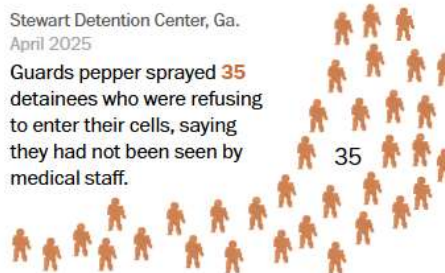 Stewart Detention Center, Ga.
April 2025
Guards pepper sprayed 35
detainees who were refusing
to enter their cells, saying
they had not been seen by
medical staff.
35